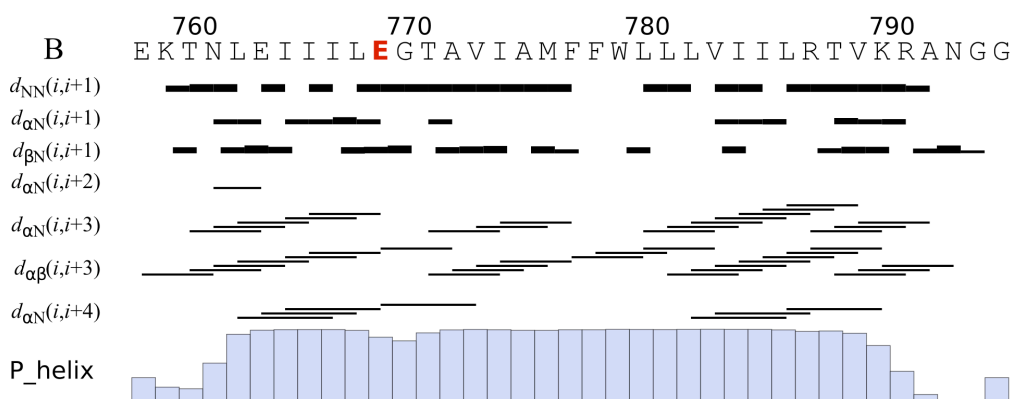 760 770 780 790
B E K T N L E I I I L E G T A V I A M F F W L L L V I I L R T V K R A N G G
dNN(i,i+1)
dαN(i,i+1)
dβN(i,i+1)
dαN(i,i+2)
dαN(i,i+3)
dαβ(i,i+3)
dαN(i,i+4)
P_helix